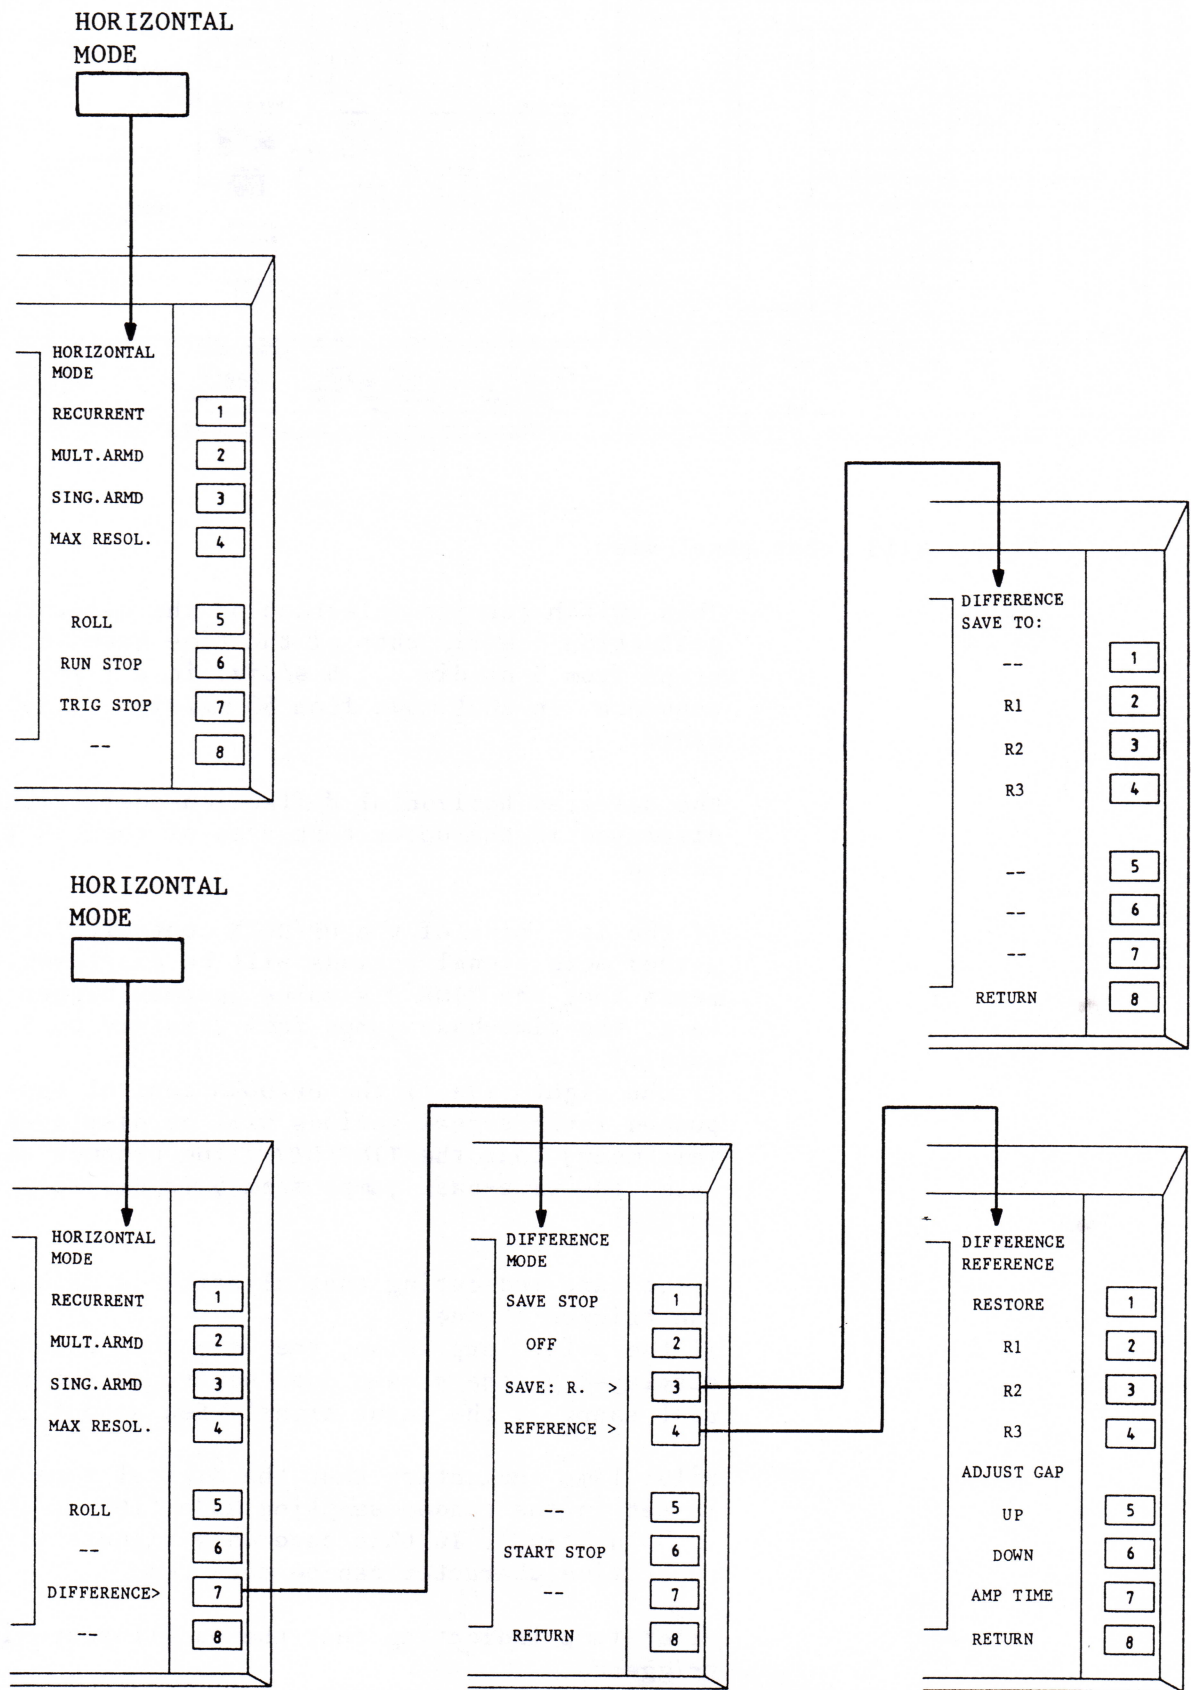 HORIZONTAL
MODE
HORIZONTAL
MODE
RECURRENT 1
MULT.ARMD 2
SING.ARMD 3
MAX RESOL. 4
ROLL 5
RUN STOP 6
TRIG STOP 7
-- 8
DIFFERENCE
SAVE TO:
-- 1
R1 2
R2 3
R3 4
-- 5
-- 6
-- 7
RETURN 8
HORIZONTAL
MODE
HORIZONTAL
MODE
RECURRENT 1
MULT.ARMD 2
SING.ARMD 3
MAX RESOL. 4
ROLL 5
-- 6
DIFFERENCE> 7
-- 8
DIFFERENCE
MODE
SAVE STOP 1
OFF 2
SAVE: R. > 3
REFERENCE > 4
-- 5
START STOP 6
-- 7
RETURN 8
DIFFERENCE
REFERENCE
RESTORE 1
R1 2
R2 3
R3 4
ADJUST GAP
UP 5
DOWN 6
AMP TIME 7
RETURN 8